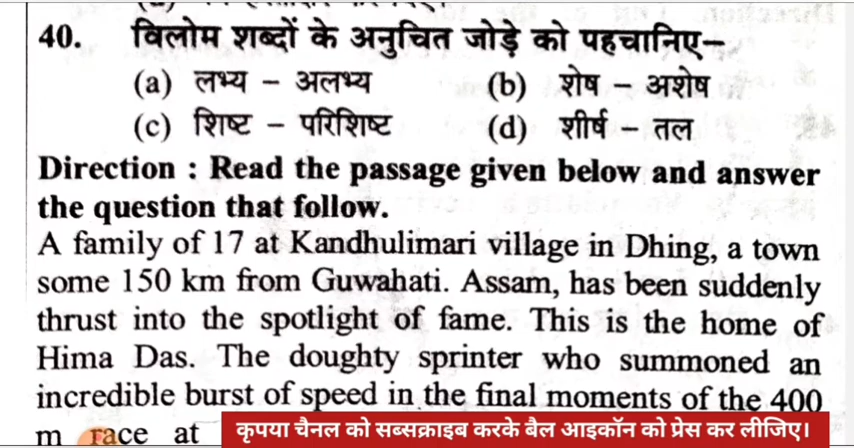 40. विलोम शब्दों के अनुचित जोड़े को पहचानिए–
(a) लभ्य – अलभ्य (b) शेष – अशेष
(c) शिष्ट – परिशिष्ट (d) शीर्ष – तल
Direction : Read the passage given below and answer
the question that follow.
A family of 17 at Kandhulimari village in Dhing, a town
some 150 km from Guwahati. Assam, has been suddenly
thrust into the spotlight of fame. This is the home of
Hima Das. The doughty sprinter who summoned an
incredible burst of speed in the final moments of the 400
m race at
कृपया चैनल को सब्सक्राइब करके बैल आइकॉन को प्रेस कर लीजिए।